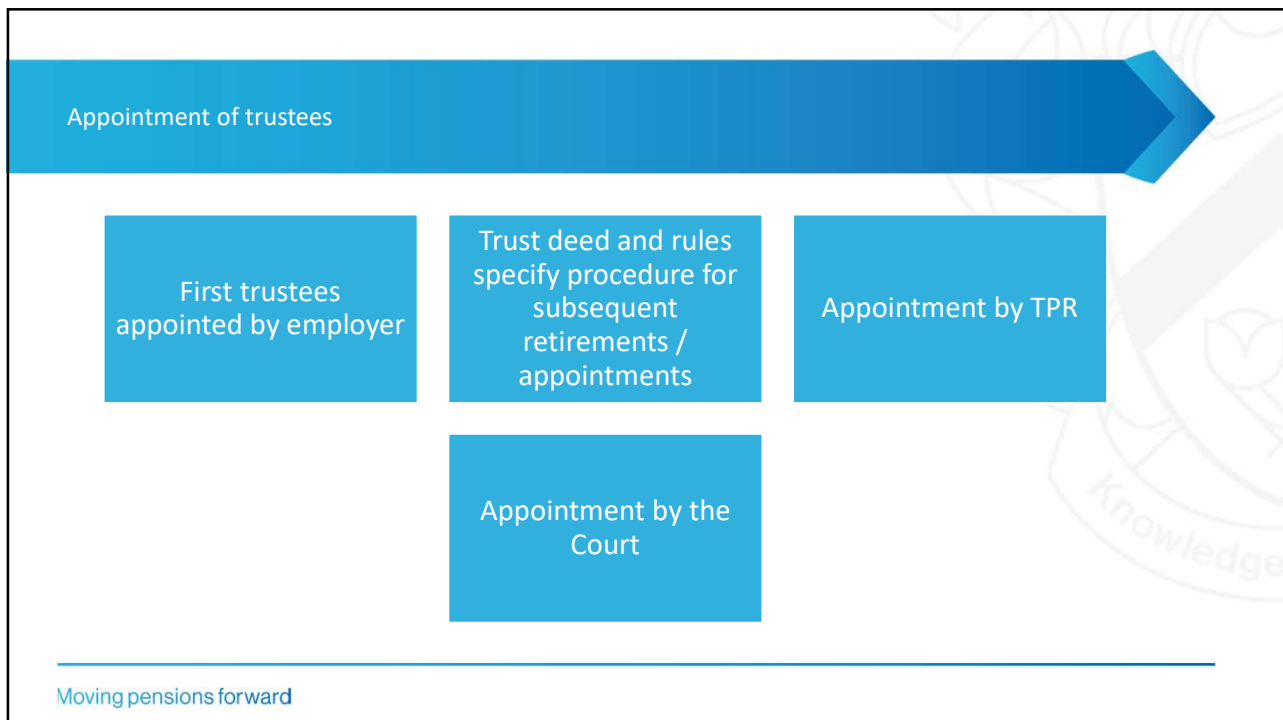 Appointment of trustees
First trustees
appointed by employer
Trust deed and rules
specify procedure for
subsequent
retirements /
appointments
Appointment by TPR
Appointment by the
Court
Knowledge
Moving pensions forward